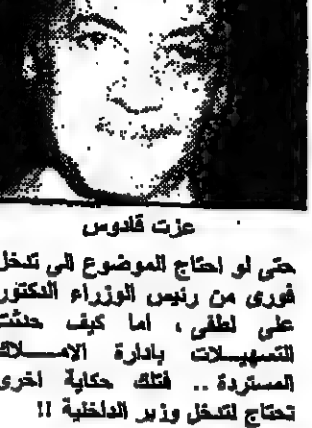 عزت قادوس
حتى لو احتاج الموضوع الى تدخل
فورى من رئيس الوزراء الدكتور
على لطفى ، اما كيف حدثت
التسهيلات بادارة الاملاك
المستردة .. فتلك حكاية اخرى
تحتاج لتدخل وزير الداخلية !!